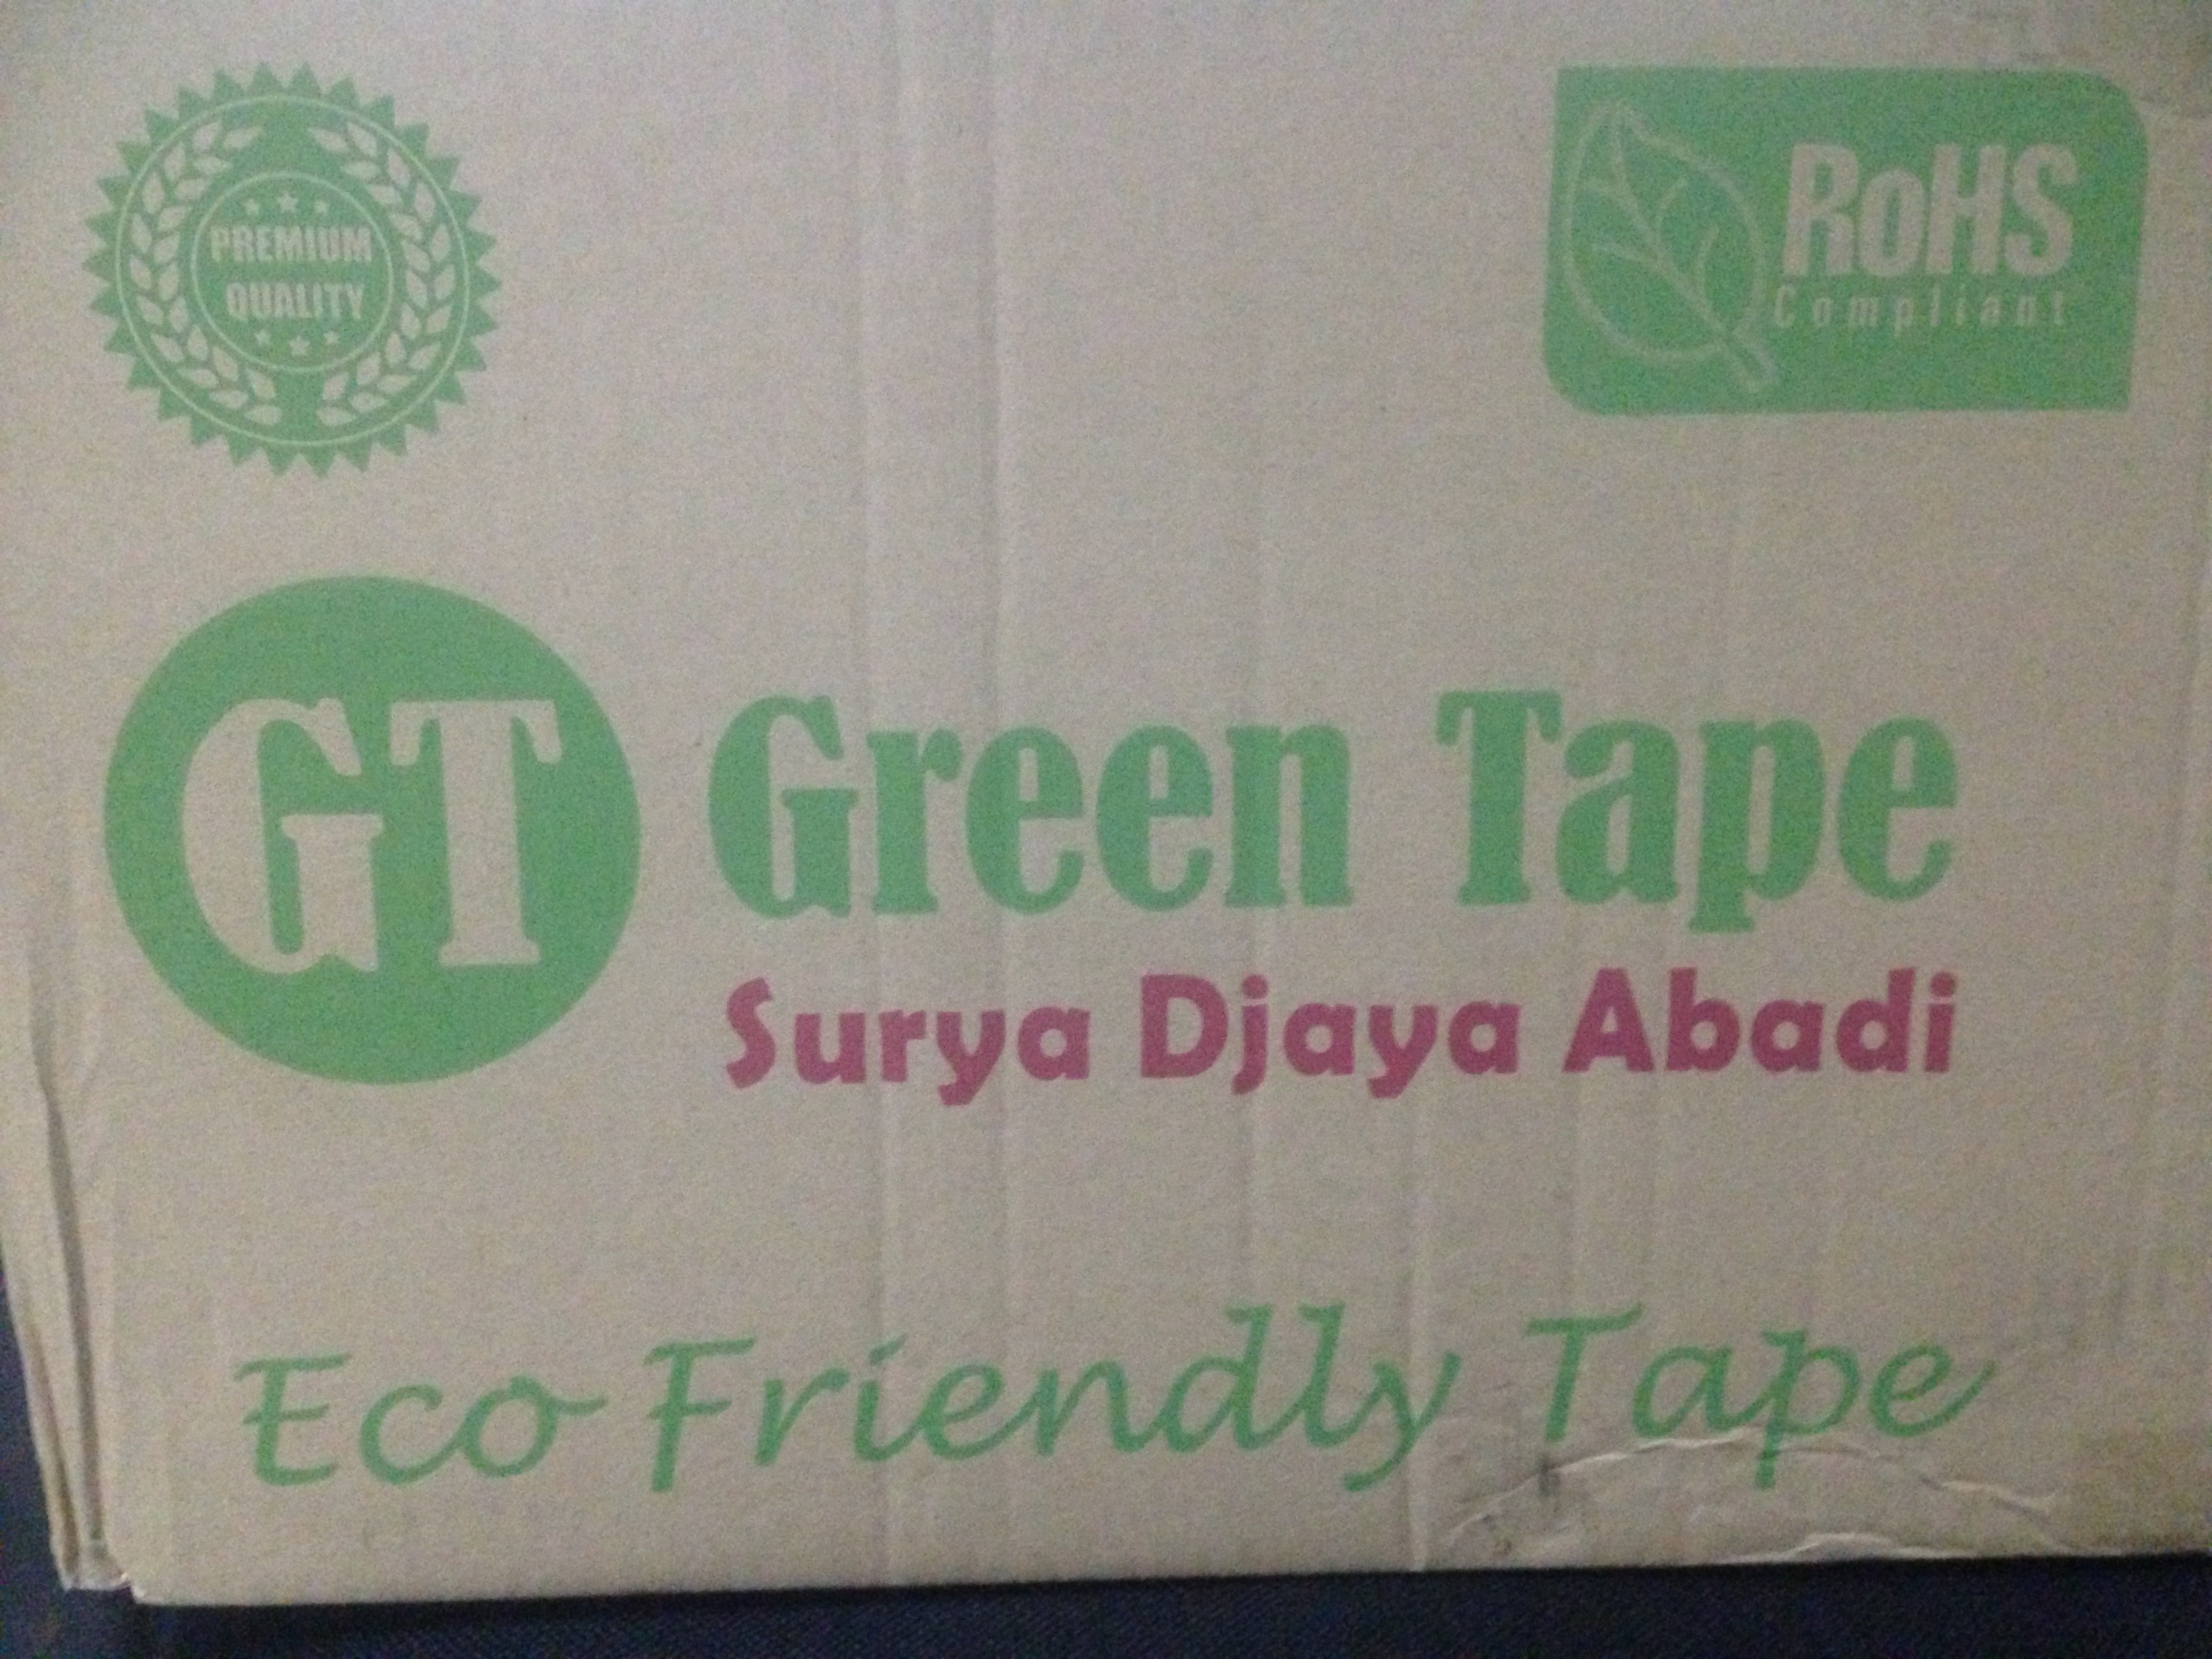 PREMIUM
QUALITY
RoHS
Compliant
GT
Green Tape
Surya Djaya Abadi
Eco Friendly Tape